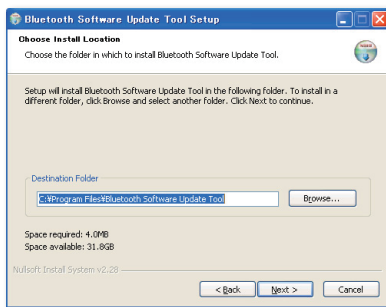 Bluetooth Software Update Tool Setup
Choose Install Location
Choose the folder in which to install Bluetooth Software Update Tool.
Setup will install Bluetooth Software Update Tool in the following folder. To install in a
different folder, click Browse and select another folder. Click Next to continue.
Destination Folder
C:¥Program Files¥Bluetooth Software Update Tool
Browse...
Space required: 4.0MB
Space available: 31.8GB
Nullsoft Install System v2.28
< Back
Next >
Cancel